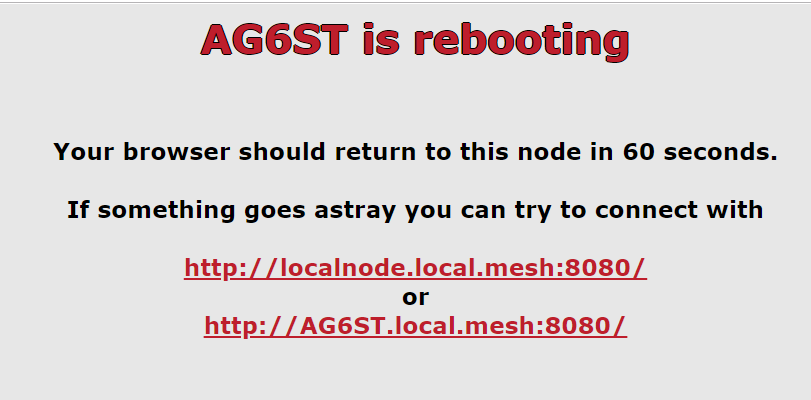 AG6ST is rebooting
Your browser should return to this node in 60 seconds.
If something goes astray you can try to connect with
http://localnode.local.mesh:8080/
or
http://AG6ST.local.mesh:8080/